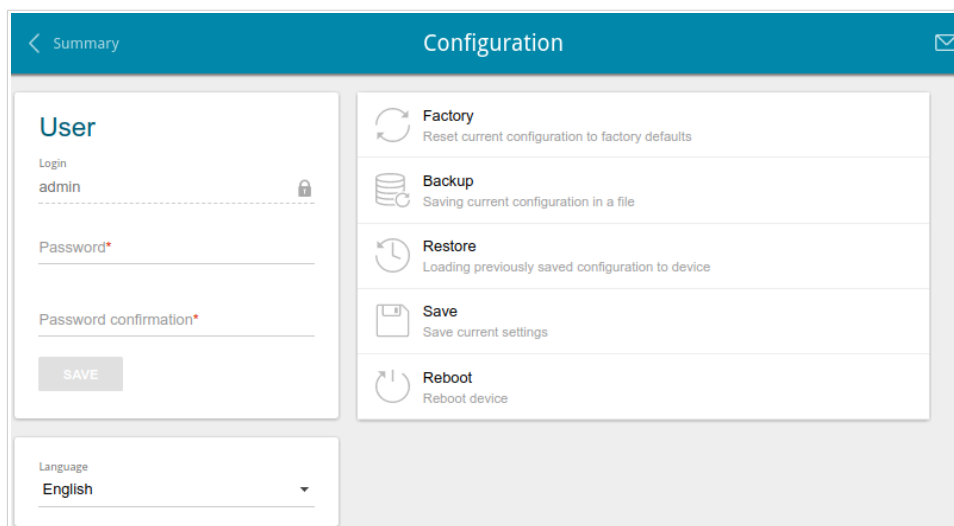 Summary
Configuration
User
Login
admin
Password*
Password confirmation*
SAVE
Language
English
Factory
Reset current configuration to factory defaults
Backup
Saving current configuration in a file
Restore
Loading previously saved configuration to device
Save
Save current settings
Reboot
Reboot device